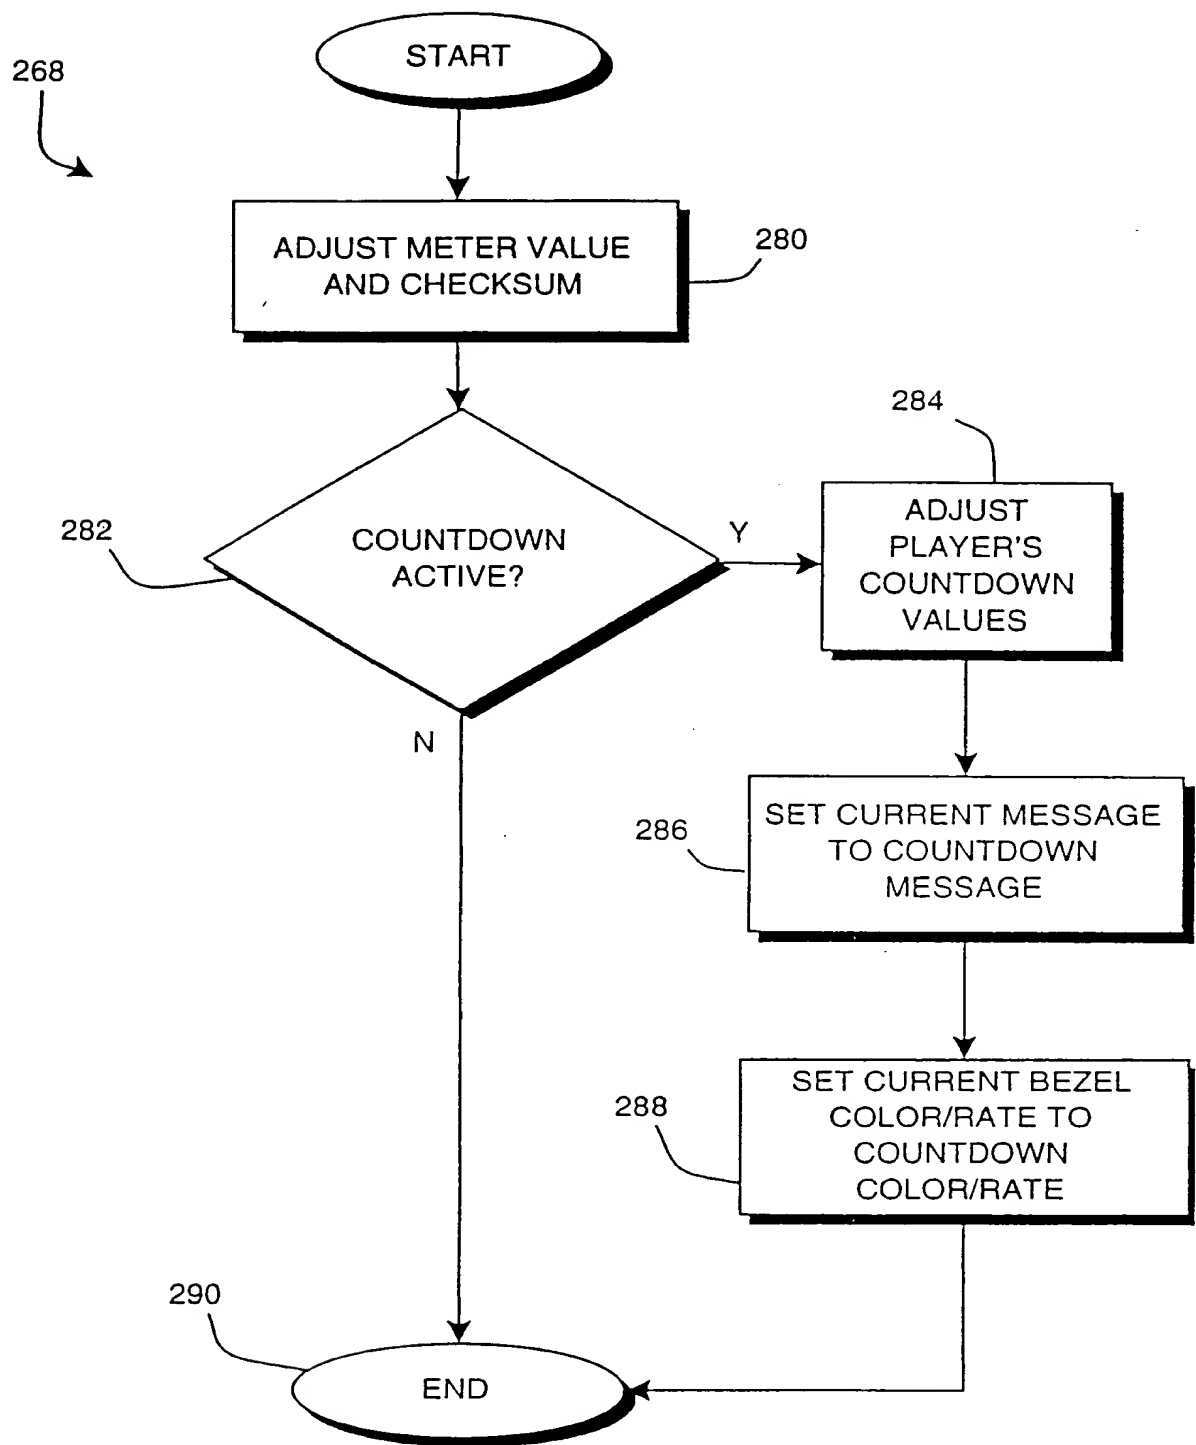 START
268
ADJUST METER VALUE
AND CHECKSUM
280
284
282
COUNTDOWN
ACTIVE?
Y
ADJUST
PLAYER'S
COUNTDOWN
VALUES
N
286
SET CURRENT MESSAGE
TO COUNTDOWN
MESSAGE
288
SET CURRENT BEZEL
COLOR/RATE TO
COUNTDOWN
COLOR/RATE
290
END